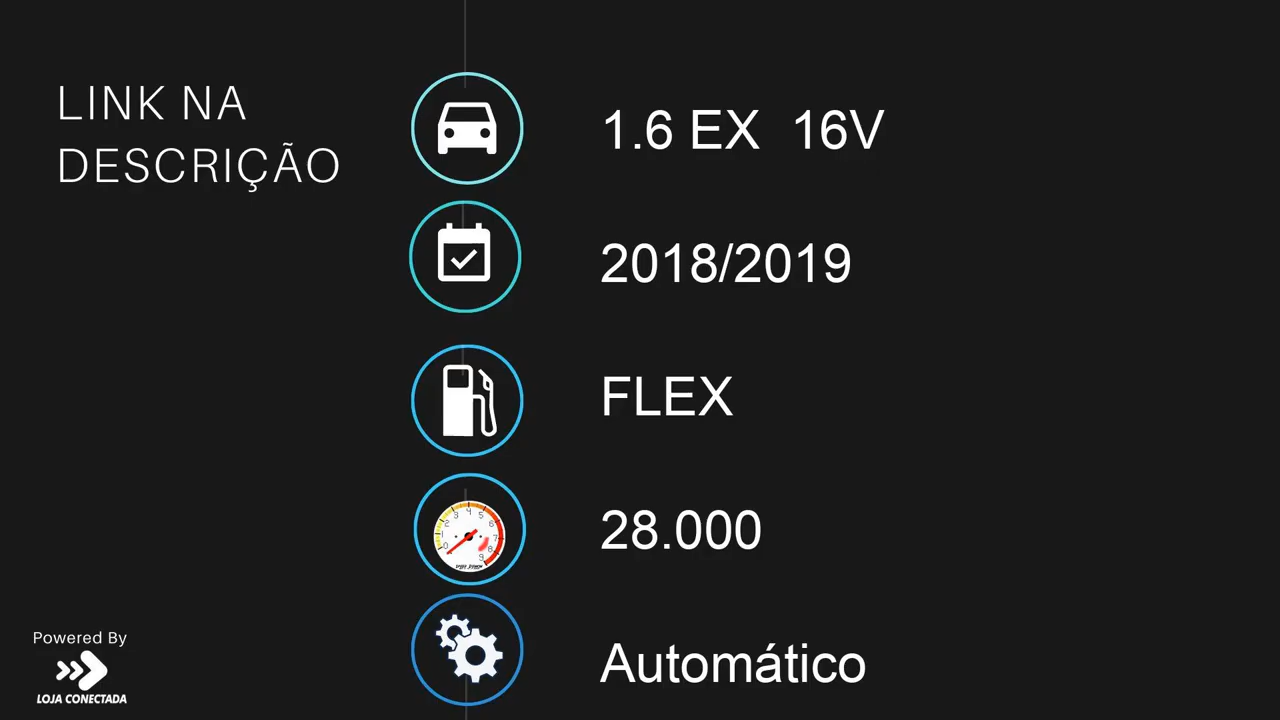 LINK NA
DESCRIÇÃO
1.6 EX 16V
2018/2019
FLEX
28.000
Automático
Powered By
LOJA CONECTADA